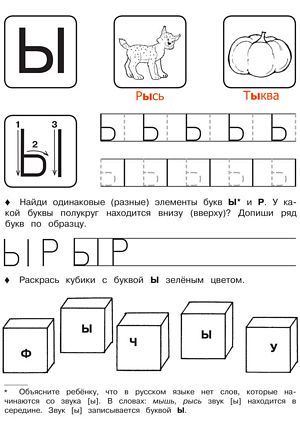 Ы
Рысь Тыква
1 3
2
Ы
♦ Найди одинаковые (разные) элементы букв Ы* и Р. У ка-
кой буквы полукруг находится внизу (вверху)? Допиши ряд
букв по образцу.
Ы Р Ы Р
♦ Раскрась кубики с буквой Ы зелёным цветом.
Ф Ы Ч Ы У
* Объясните ребёнку, что в русском языке нет слов, которые на-
чинаются со звука [ы]. В словах: мышь, рысь звук [ы] находится в
середине. Звук [ы] записывается буквой Ы.